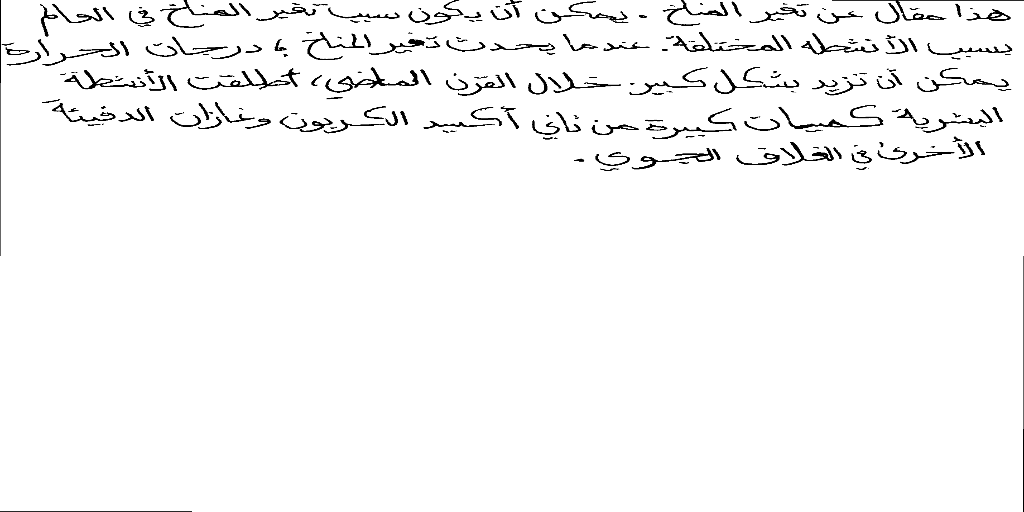 هذا مقال عن تغير المناخ . يمكن أن يكون سبب تغير المناخ في العالم
بسبب الأنشطه المختلفة. عندما يحدث تغير المناخ ، درجات الحرارة
يمكن أن تزيد بشكل كبير. خلال القرن الماضي، أطلقت الأنشطة
البشرية كميات كبيرة من ثاني أكسيد الكربون وغازات الدفيئة
الأخرى في الغلاف الجوي .